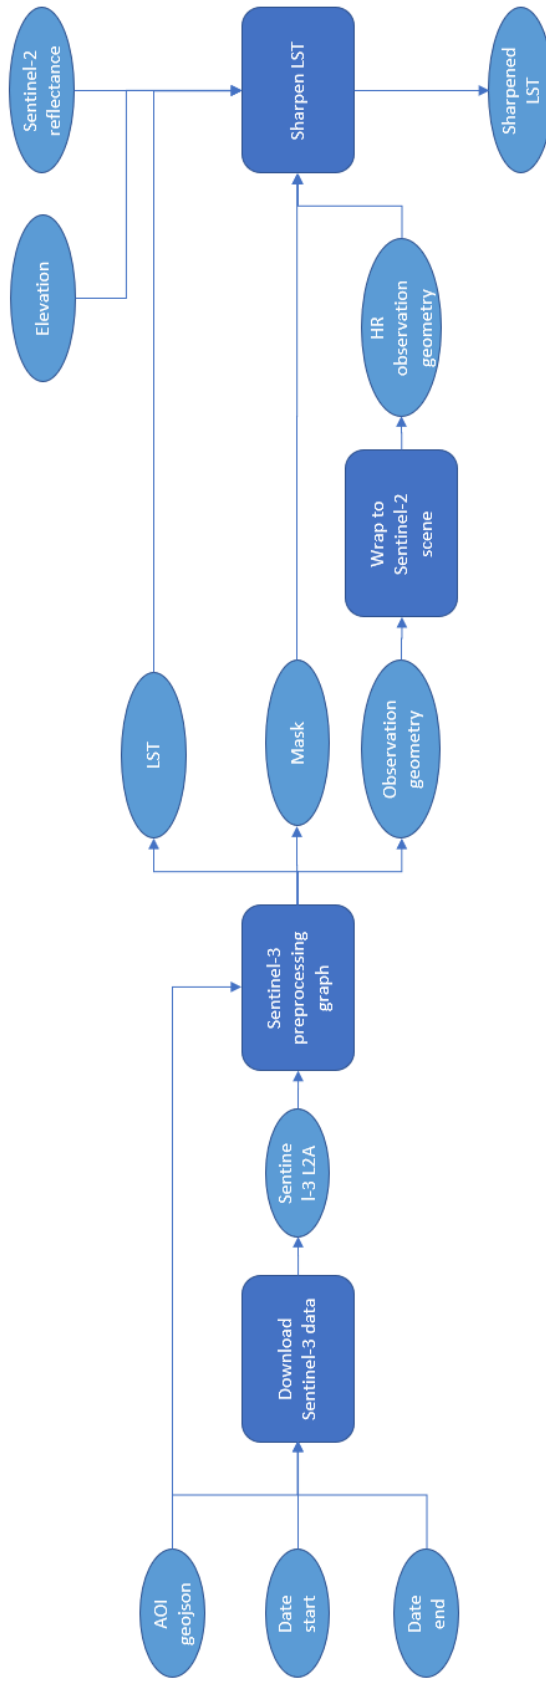 AOI
geojson
Date
start
Date
end
Download
Sentinel-3 data
Sentine
l-3 L2A
Sentinel-3
preprocessing
graph
LST
Mask
Observation
geometry
Wrap to
Sentinel-2
scene
HR
observation
geometry
Elevation
Sentinel-2
reflectance
Sharpen LST
Sharpened
LST